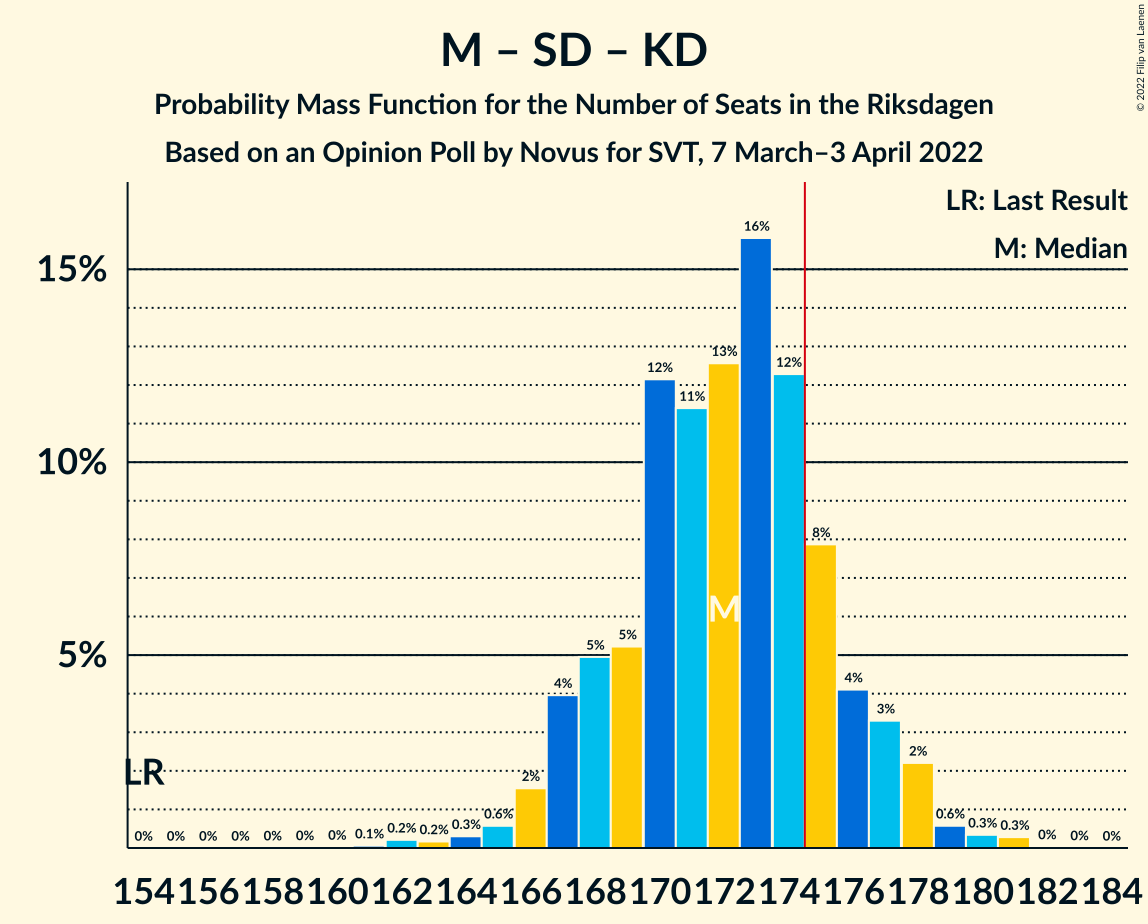 M – SD – KD
Probability Mass Function for the Number of Seats in the Riksdagen
Based on an Opinion Poll by Novus for SVT, 7 March–3 April 2022
© 2022 Filip van Laenen
LR: Last Result
M: Median
15%
10%
5%
LR
M
0% 0% 0% 0% 0% 0% 0% 0.1% 0.2% 0.2% 0.3% 0.6% 2% 4% 5% 5% 12% 11% 13% 16% 12% 8% 4% 3% 2% 0.6% 0.3% 0.3% 0% 0% 0%
154 156 158 160 162 164 166 168 170 172 174 176 178 180 182 184